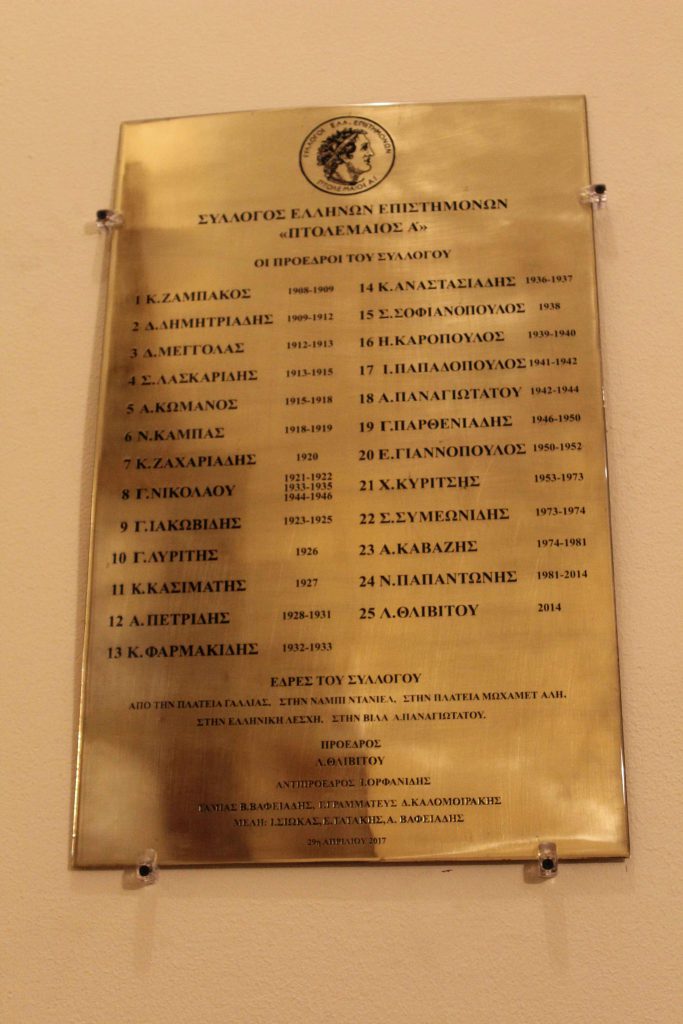 ΣΥΛΛΟΓΟΣ ΕΛΛ. ΕΠΙΣΤΗΜΟΝΩΝ
ΠΤΟΛΕΜΑΙΟΣ Α΄
ΣΥΛΛΟΓΟΣ ΕΛΛΗΝΩΝ ΕΠΙΣΤΗΜΟΝΩΝ
«ΠΤΟΛΕΜΑΙΟΣ Α΄»
ΟΙ ΠΡΟΕΔΡΟΙ ΤΟΥ ΣΥΛΛΟΓΟΥ
1 Κ.ΖΑΜΠΑΚΟΣ 1908-1909
2 Δ.ΔΗΜΗΤΡΙΑΔΗΣ 1909-1912
3 Δ.ΜΕΓΓΟΛΑΣ 1912-1913
4 Σ.ΛΑΣΚΑΡΙΔΗΣ 1913-1915
5 Α.ΚΩΜΑΝΟΣ 1915-1918
6 Ν.ΚΑΜΠΑΣ 1918-1919
7 Κ.ΖΑΧΑΡΙΑΔΗΣ 1920
8 Γ.ΝΙΚΟΛΑΟΥ 1921-1922
1933-1935
1944-1946
9 Γ.ΙΑΚΩΒΙΔΗΣ 1923-1925
10 Γ.ΛΥΡΙΤΗΣ 1926
11 Κ.ΚΑΣΙΜΑΤΗΣ 1927
12 Α.ΠΕΤΡΙΔΗΣ 1928-1931
13 Κ.ΦΑΡΜΑΚΙΔΗΣ 1932-1933
14 Κ.ΑΝΑΣΤΑΣΙΑΔΗΣ 1936-1937
15 Σ.ΣΟΦΙΑΝΟΠΟΥΛΟΣ 1938
16 Η.ΚΑΡΟΠΟΥΛΟΣ 1939-1940
17 Ι.ΠΑΠΑΔΟΠΟΥΛΟΣ 1941-1942
18 Α.ΠΑΝΑΓΙΩΤΑΤΟΥ 1942-1944
19 Γ.ΠΑΡΘΕΝΙΑΔΗΣ 1946-1950
20 Ε.ΓΙΑΝΝΟΠΟΥΛΟΣ 1950-1952
21 Χ.ΚΥΡΙΤΣΗΣ 1953-1973
22 Σ.ΣΥΜΕΩΝΙΔΗΣ 1973-1974
23 Α.ΚΑΒΑΖΗΣ 1974-1981
24 Ν.ΠΑΠΑΝΤΩΝΗΣ 1981-2014
25 Λ.ΘΛΙΒΙΤΟΥ 2014
ΕΔΡΕΣ ΤΟΥ ΣΥΛΛΟΓΟΥ
ΑΠΟ ΤΗΝ ΠΛΑΤΕΙΑ ΓΑΛΛΙΑΣ, ΣΤΗΝ ΝΑΜΠΙ ΝΤΑΝΙΕΛ, ΣΤΗΝ ΠΛΑΤΕΙΑ ΜΩΧΑΜΕΤ ΑΛΗ,
ΣΤΗΝ ΕΛΛΗΝΙΚΗ ΛΕΣΧΗ, ΣΤΗΝ ΒΙΛΑ Α.ΠΑΝΑΓΙΩΤΑΤΟΥ.
ΠΡΟΕΔΡΟΣ
Λ.ΘΛΙΒΙΤΟΥ
ΑΝΤΙΠΡΟΕΔΡΟΣ Ι.ΟΡΦΑΝΙΔΗΣ
ΤΑΜΙΑΣ Β.ΒΑΦΕΙΑΔΗΣ, Γ.ΓΡΑΜΜΑΤΕΥΣ Δ.ΚΑΛΟΜΟΙΡΑΚΗΣ
ΜΕΛΗ: Ι.ΣΙΩΚΑΣ, Ε.ΤΑΤΑΚΗΣ, Α. ΒΑΦΕΙΑΔΗΣ
29η ΑΠΡΙΛΙΟΥ 2017